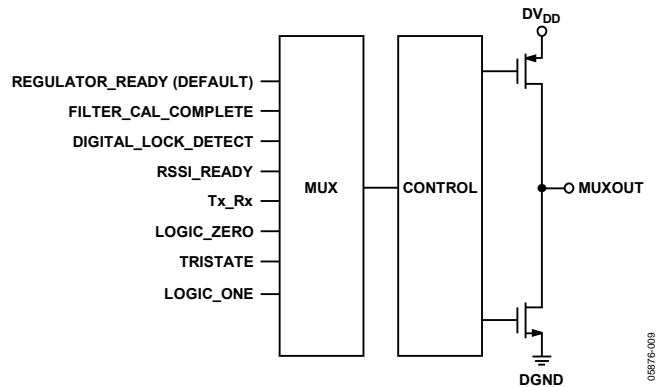 DVDD
REGULATOR_READY (DEFAULT)
FILTER_CAL_COMPLETE
DIGITAL_LOCK_DETECT
RSSI_READY
Tx_Rx
LOGIC_ZERO
TRISTATE
LOGIC_ONE
MUX
CONTROL
MUXOUT
DGND
05876-009